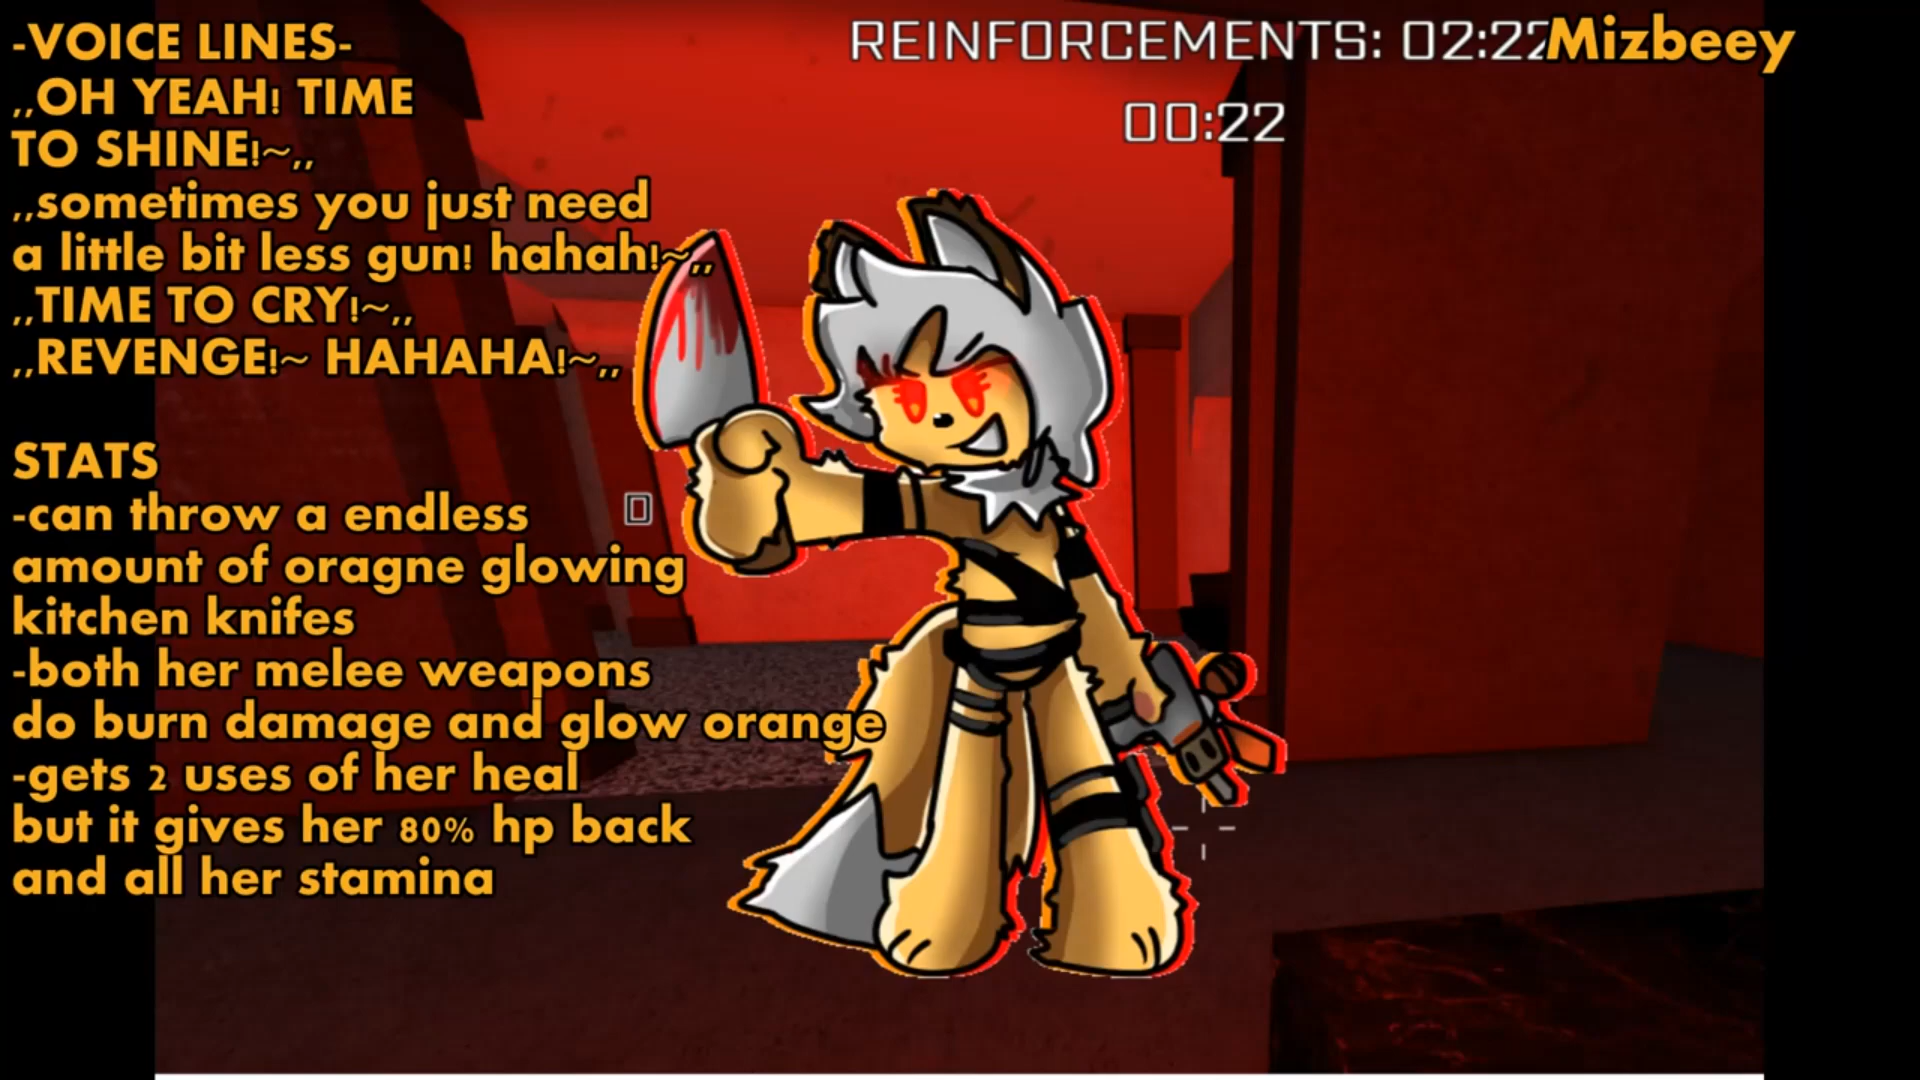 -VOICE LINES-
,,OH YEAH! TIME
TO SHINE!~,,
,,sometimes you just need
a little bit less gun! hahah!~,,
,,TIME TO CRY!~,,
,,REVENGE!~ HAHAHA!~,,
STATS
-can throw a endless
amount of oragne glowing
kitchen knifes
-both her melee weapons
do burn damage and glow orange
-gets 2 uses of her heal
but it gives her 80% hp back
and all her stamina
REINFORCEMENTS: 02:22
Mizbeey
00:22
0